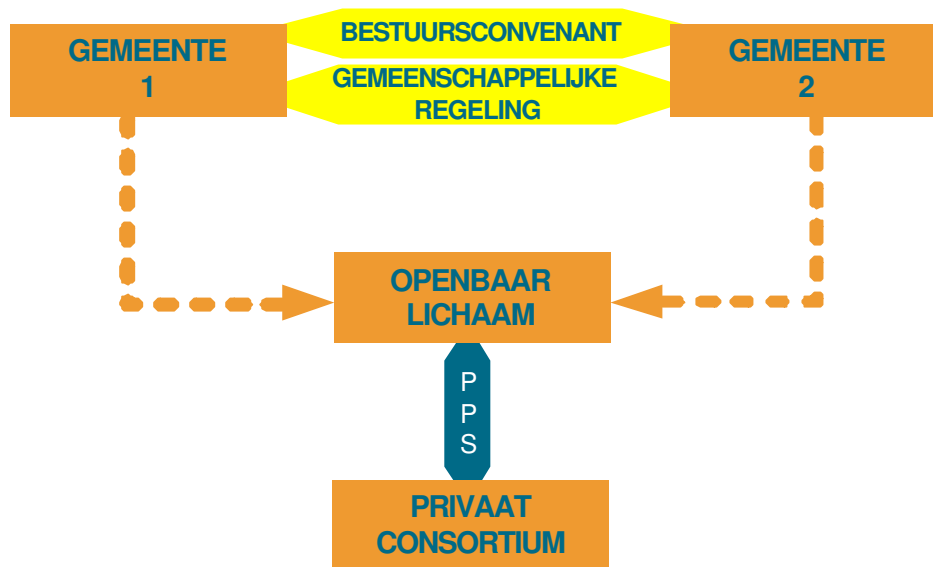 GEMEENTE
1
BESTUURSCONVENANT
GEMEENSCHAPPELIJKE
REGELING
GEMEENTE
2
OPENBAAR
LICHAAM
P
P
S
PRIVAAT
CONSORTIUM